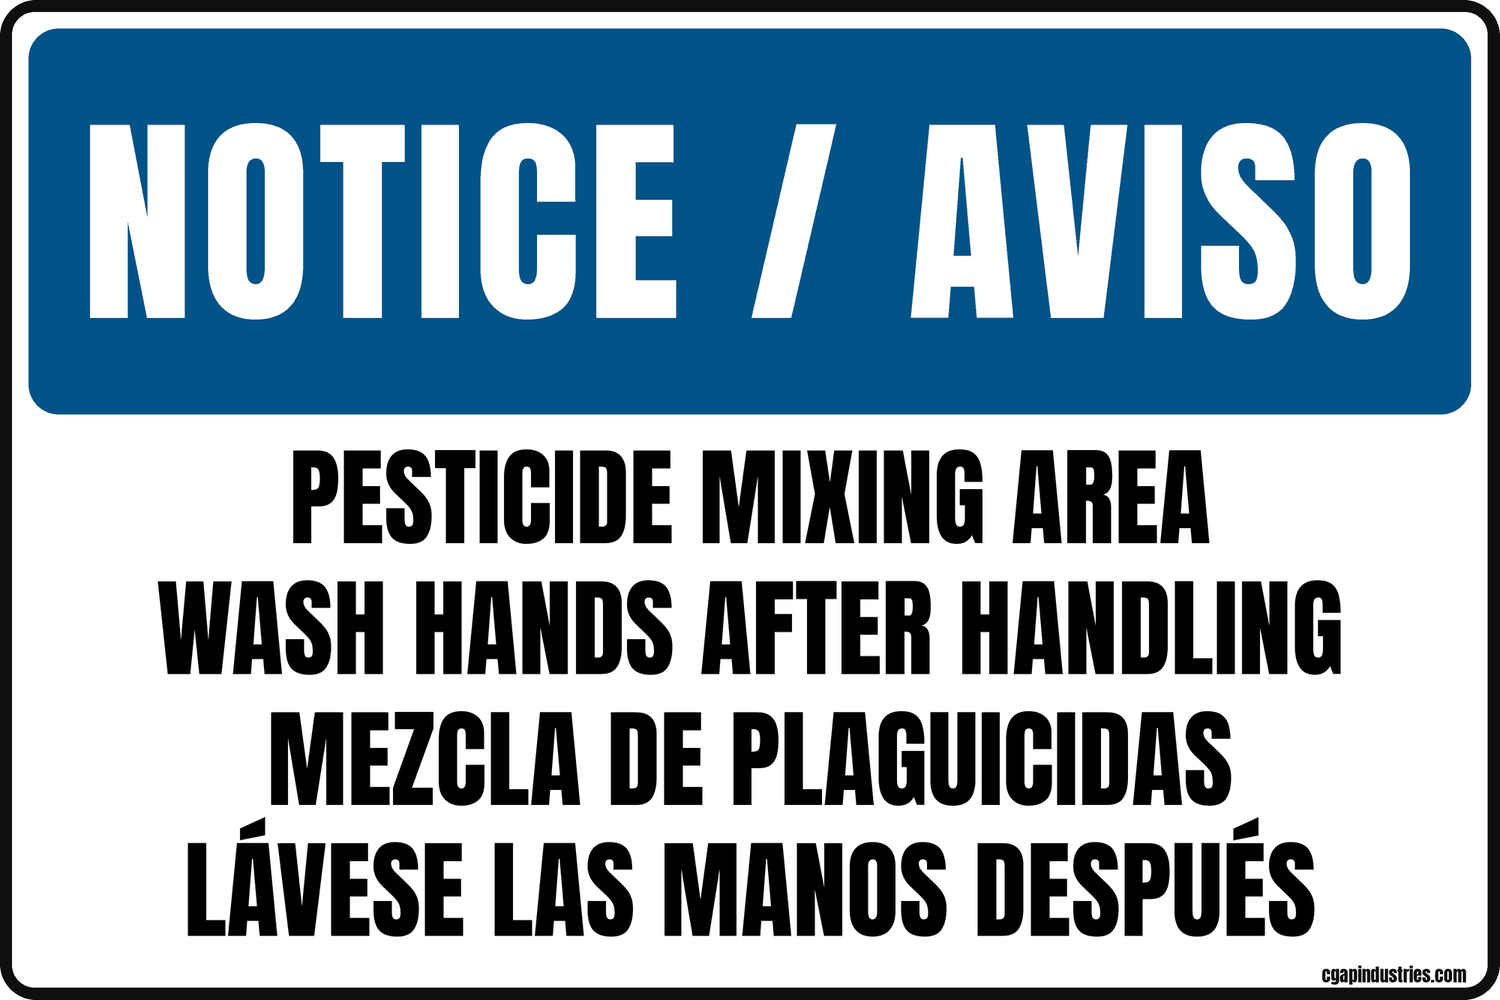 NOTICE / AVISO
PESTICIDE MIXING AREA
WASH HANDS AFTER HANDLING
MEZCLA DE PLAGUICIDAS
LÁVESE LAS MANOS DESPUÉS
cgapindustries.com